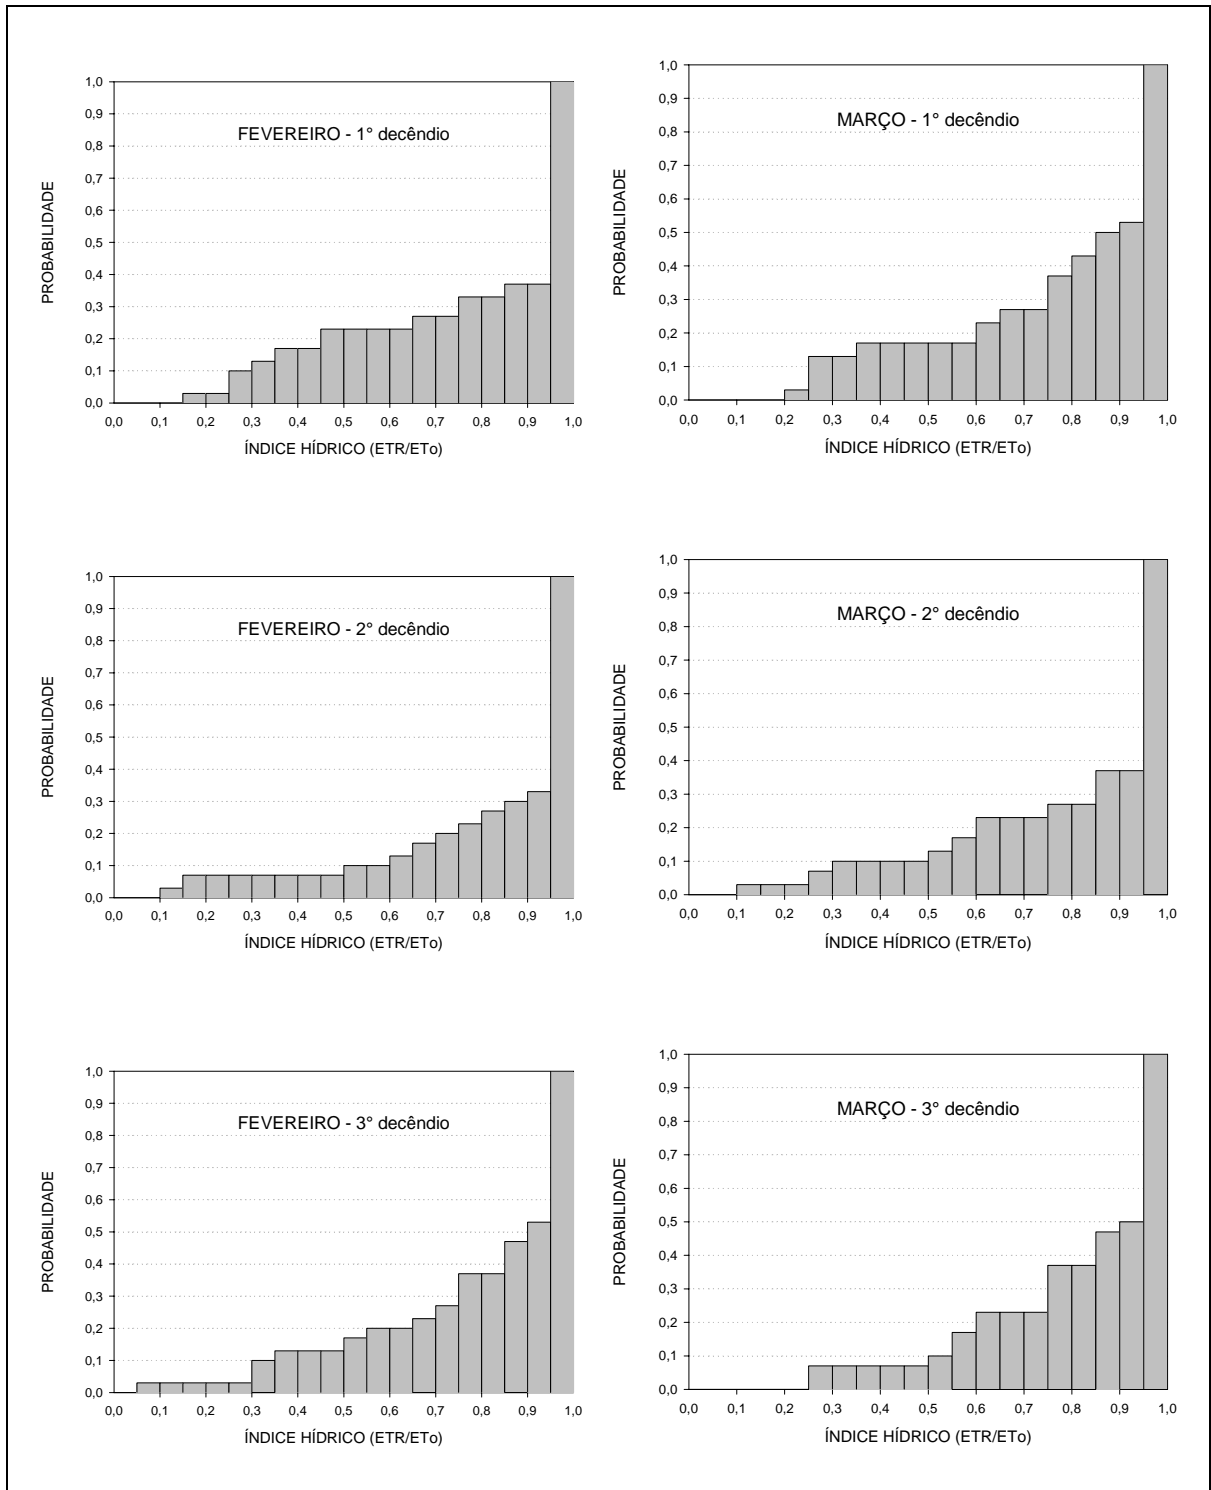 FEVEREIRO - 1° decêndio
PROBABILIDADE
1,0
0,9
0,8
0,7
0,6
0,5
0,4
0,3
0,2
0,1
0,0
0,0 0,1 0,2 0,3 0,4 0,5 0,6 0,7 0,8 0,9 1,0
ÍNDICE HÍDRICO (ETR/ETo)
MARÇO - 1° decêndio
PROBABILIDADE
1,0
0,9
0,8
0,7
0,6
0,5
0,4
0,3
0,2
0,1
0,0
0,0 0,1 0,2 0,3 0,4 0,5 0,6 0,7 0,8 0,9 1,0
ÍNDICE HÍDRICO (ETR/ETo)
FEVEREIRO - 2° decêndio
PROBABILIDADE
1,0
0,9
0,8
0,7
0,6
0,5
0,4
0,3
0,2
0,1
0,0
0,0 0,1 0,2 0,3 0,4 0,5 0,6 0,7 0,8 0,9 1,0
ÍNDICE HÍDRICO (ETR/ETo)
MARÇO - 2° decêndio
PROBABILIDADE
1,0
0,9
0,8
0,7
0,6
0,5
0,4
0,3
0,2
0,1
0,0
0,0 0,1 0,2 0,3 0,4 0,5 0,6 0,7 0,8 0,9 1,0
ÍNDICE HÍDRICO (ETR/ETo)
FEVEREIRO - 3° decêndio
PROBABILIDADE
1,0
0,9
0,8
0,7
0,6
0,5
0,4
0,3
0,2
0,1
0,0
0,0 0,1 0,2 0,3 0,4 0,5 0,6 0,7 0,8 0,9 1,0
ÍNDICE HÍDRICO (ETR/ETo)
MARÇO - 3° decêndio
PROBABILIDADE
1,0
0,9
0,8
0,7
0,6
0,5
0,4
0,3
0,2
0,1
0,0
0,0 0,1 0,2 0,3 0,4 0,5 0,6 0,7 0,8 0,9 1,0
ÍNDICE HÍDRICO (ETR/ETo)